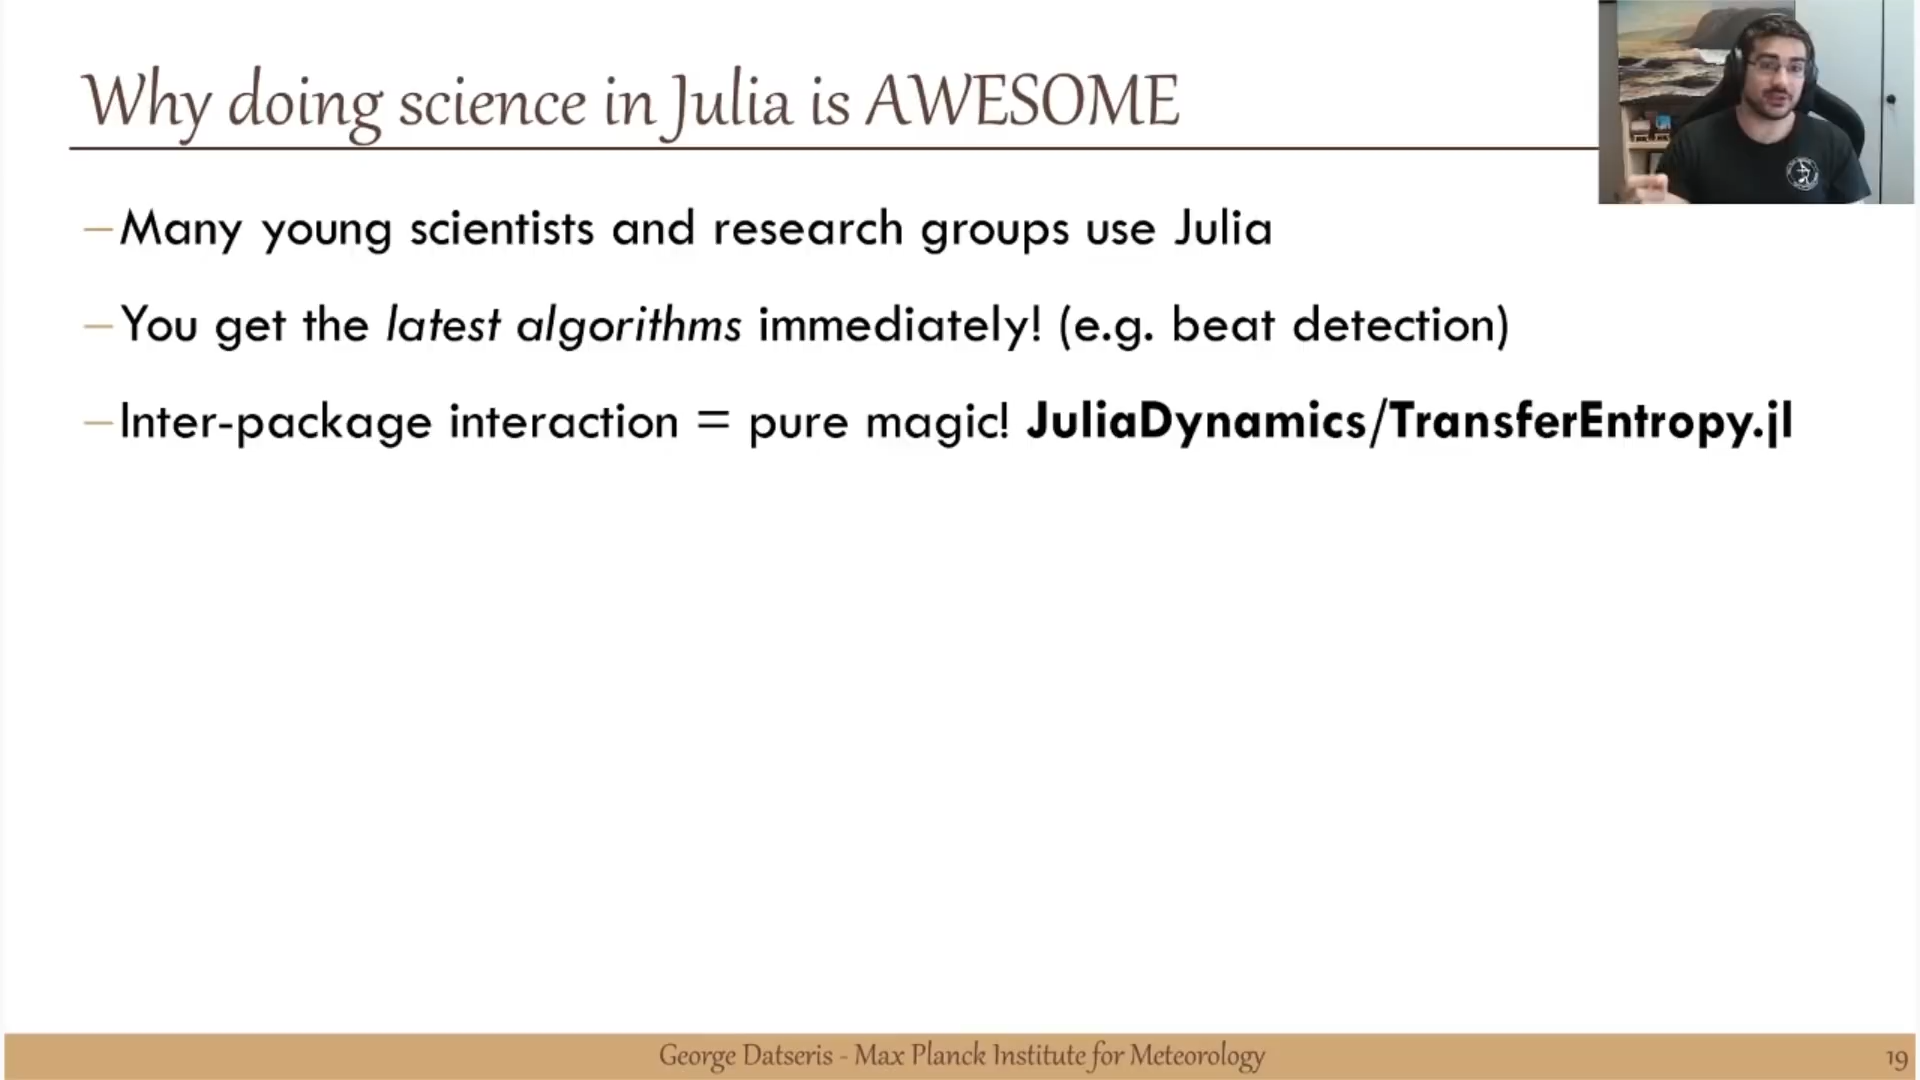 Why doing science in Julia is AWESOME
–Many young scientists and research groups use Julia
–You get the latest algorithms immediately! (e.g. beat detection)
–Inter-package interaction = pure magic! JuliaDynamics/TransferEntropy.jl
George Datseris - Max Planck Institute for Meteorology
19